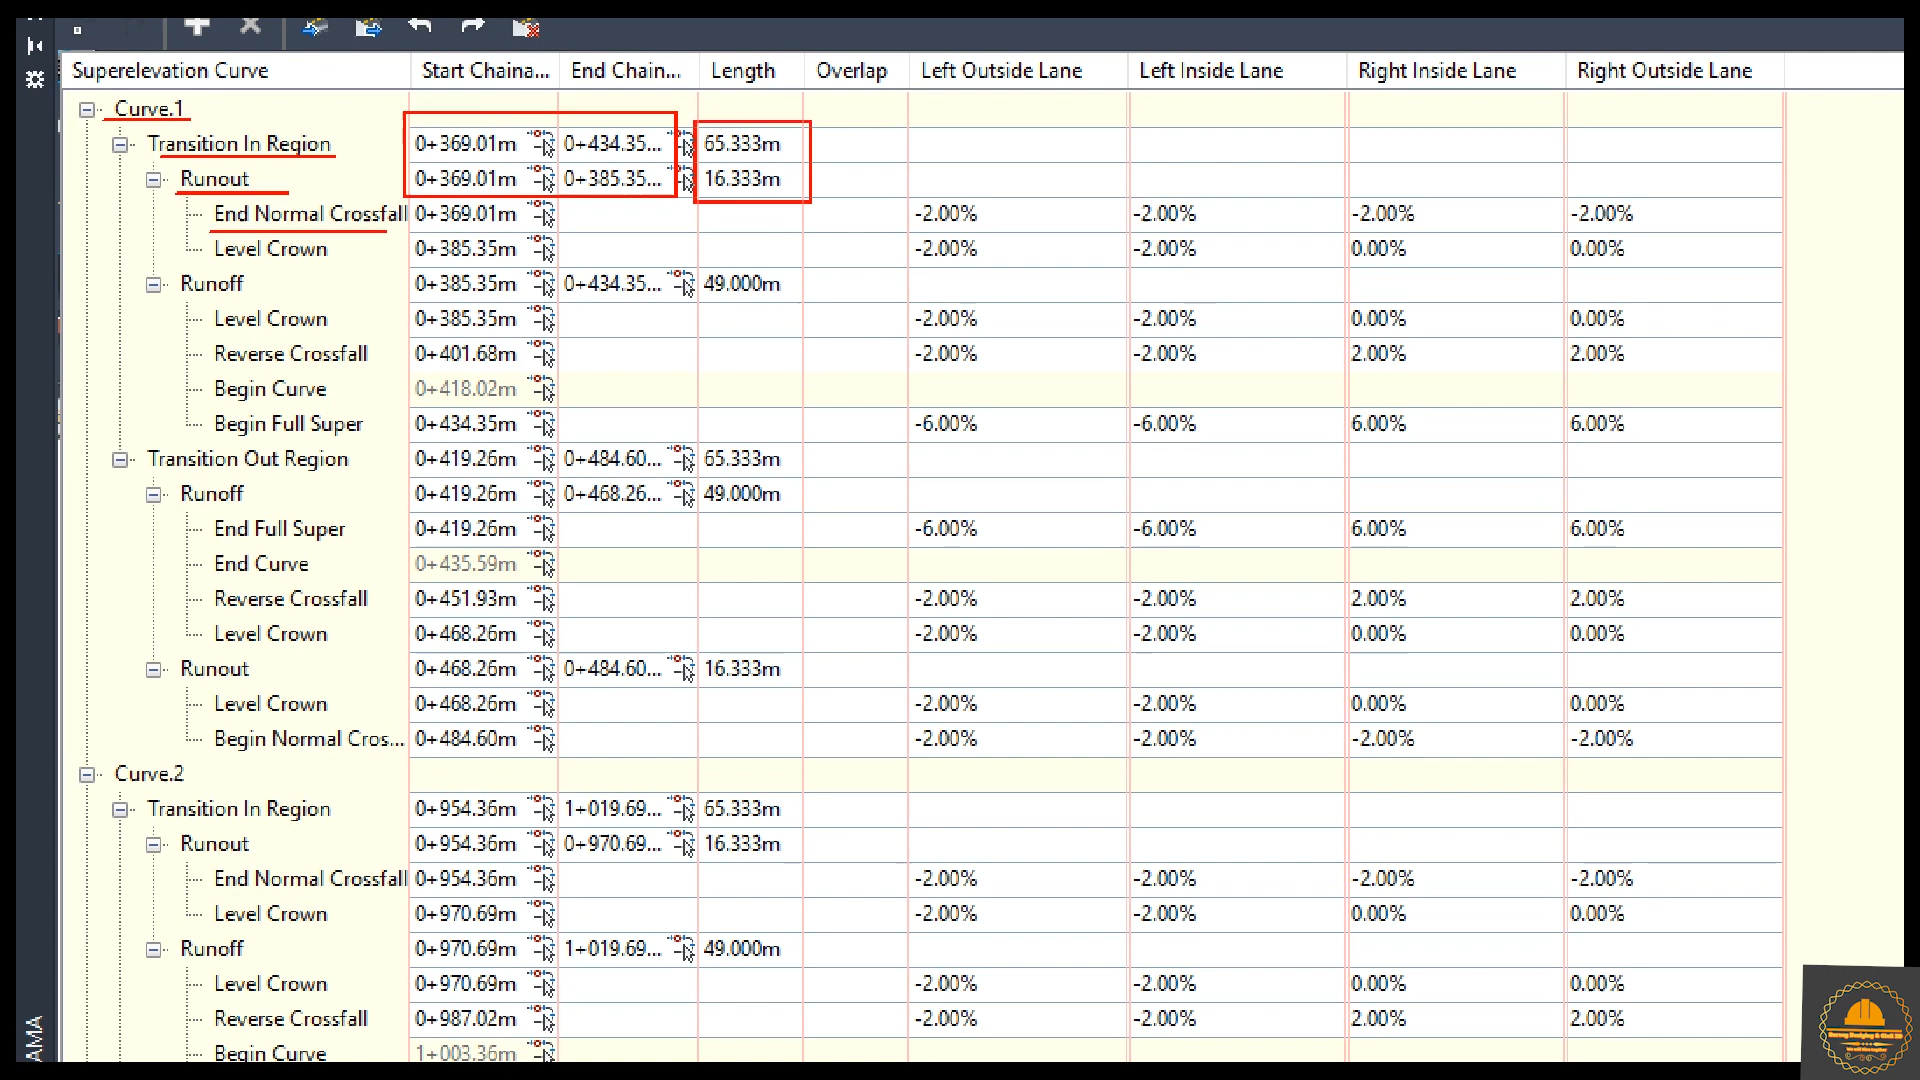 Superelevation Curve Start Chaina... End Chain... Length Overlap Left Outside Lane Left Inside Lane Right Inside Lane Right Outside Lane
Curve.1
Transition In Region 0+369.01m 0+434.35... 65.333m
Runout 0+369.01m 0+385.35... 16.333m
End Normal Crossfall 0+369.01m -2.00% -2.00% -2.00% -2.00%
Level Crown 0+385.35m -2.00% -2.00% 0.00% 0.00%
Runoff 0+385.35m 0+434.35... 49.000m
Level Crown 0+385.35m -2.00% -2.00% 0.00% 0.00%
Reverse Crossfall 0+401.68m -2.00% -2.00% 2.00% 2.00%
Begin Curve 0+418.02m
Begin Full Super 0+434.35m -6.00% -6.00% 6.00% 6.00%
Transition Out Region 0+419.26m 0+484.60... 65.333m
Runoff 0+419.26m 0+468.26... 49.000m
End Full Super 0+419.26m -6.00% -6.00% 6.00% 6.00%
End Curve 0+435.59m
Reverse Crossfall 0+451.93m -2.00% -2.00% 2.00% 2.00%
Level Crown 0+468.26m -2.00% -2.00% 0.00% 0.00%
Runout 0+468.26m 0+484.60... 16.333m
Level Crown 0+468.26m -2.00% -2.00% 0.00% 0.00%
Begin Normal Cros... 0+484.60m -2.00% -2.00% -2.00% -2.00%
Curve.2
Transition In Region 0+954.36m 1+019.69... 65.333m
Runout 0+954.36m 0+970.69... 16.333m
End Normal Crossfall 0+954.36m -2.00% -2.00% -2.00% -2.00%
Level Crown 0+970.69m -2.00% -2.00% 0.00% 0.00%
Runoff 0+970.69m 1+019.69... 49.000m
Level Crown 0+970.69m -2.00% -2.00% 0.00% 0.00%
Reverse Crossfall 0+987.02m -2.00% -2.00% 2.00% 2.00%
Begin Curve 1+003.36m
AMA